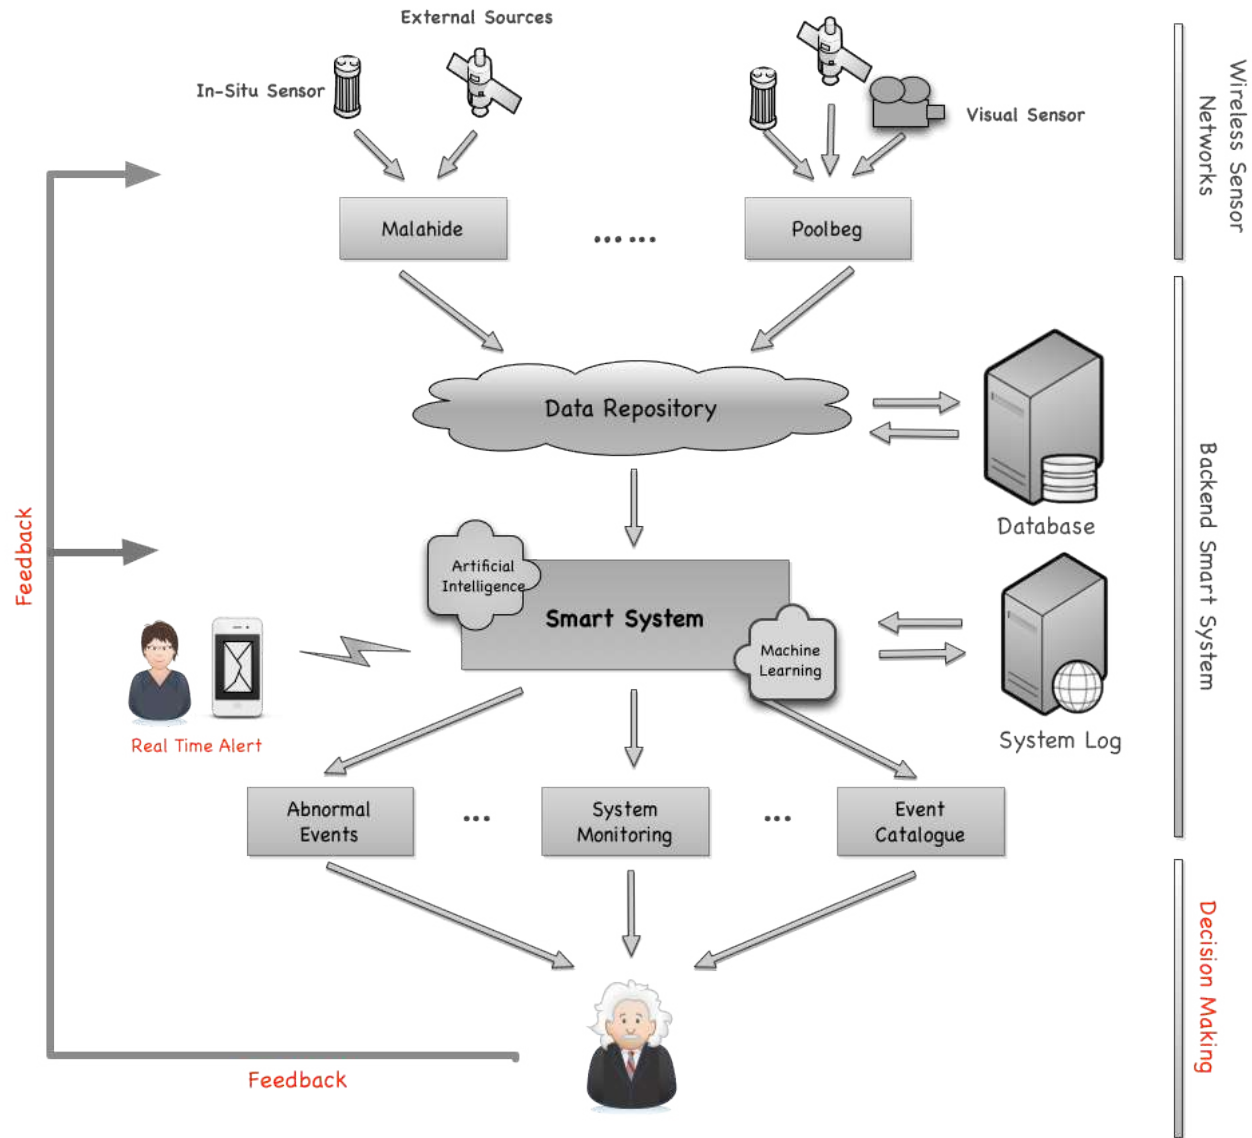 External Sources
In-Situ Sensor
Visual Sensor
Wireless Sensor
Networks
Malahide
......
Poolbeg
Data Repository
Database
Backend Smart System
Feedback
Artificial
Intelligence
Smart System
Machine
Learning
System Log
Real Time Alert
Abnormal
Events
...
System
Monitoring
...
Event
Catalogue
Decision Making
Feedback